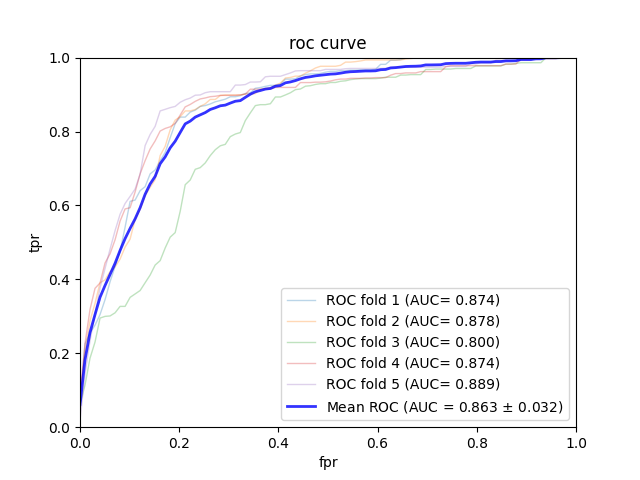 roc curve
tpr
1.0
0.8
0.6
0.4
0.2
0.0
ROC fold 1 (AUC= 0.874)
ROC fold 2 (AUC= 0.878)
ROC fold 3 (AUC= 0.800)
ROC fold 4 (AUC= 0.874)
ROC fold 5 (AUC= 0.889)
Mean ROC (AUC = 0.863 ± 0.032)
0.0 0.2 0.4 0.6 0.8 1.0
fpr